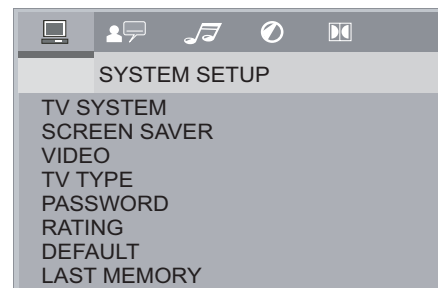 SYSTEM SETUP
TV SYSTEM
SCREEN SAVER
VIDEO
TV TYPE
PASSWORD
RATING
DEFAULT
LAST MEMORY